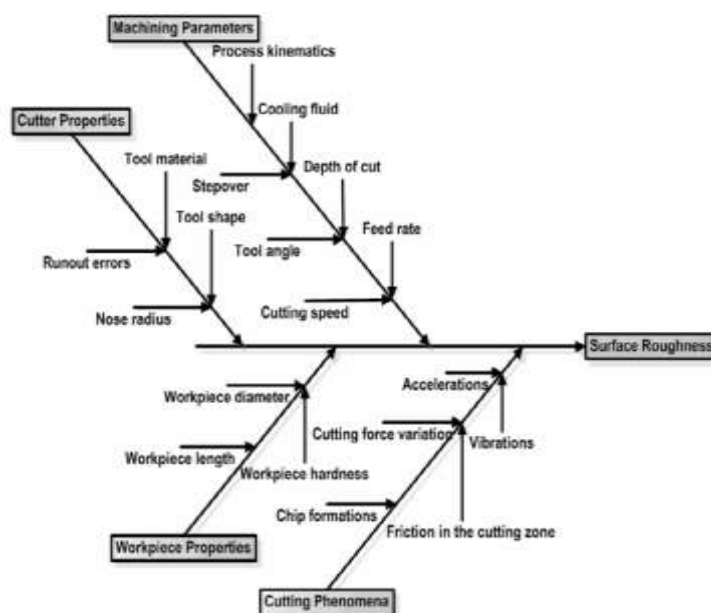 Machining Parameters
Process kinematics
Cutter Properties
Cooling fluid
Tool material
Depth of cut
Stepover
Tool shape
Feed rate
Tool angle
Runout errors
Cutting speed
Nose radius
Surface Roughness
Accelerations
Workpiece diameter
Cutting force variation
Vibrations
Workpiece length
Workpiece hardness
Chip formations
Friction in the cutting zone
Workpiece Properties
Cutting Phenomena